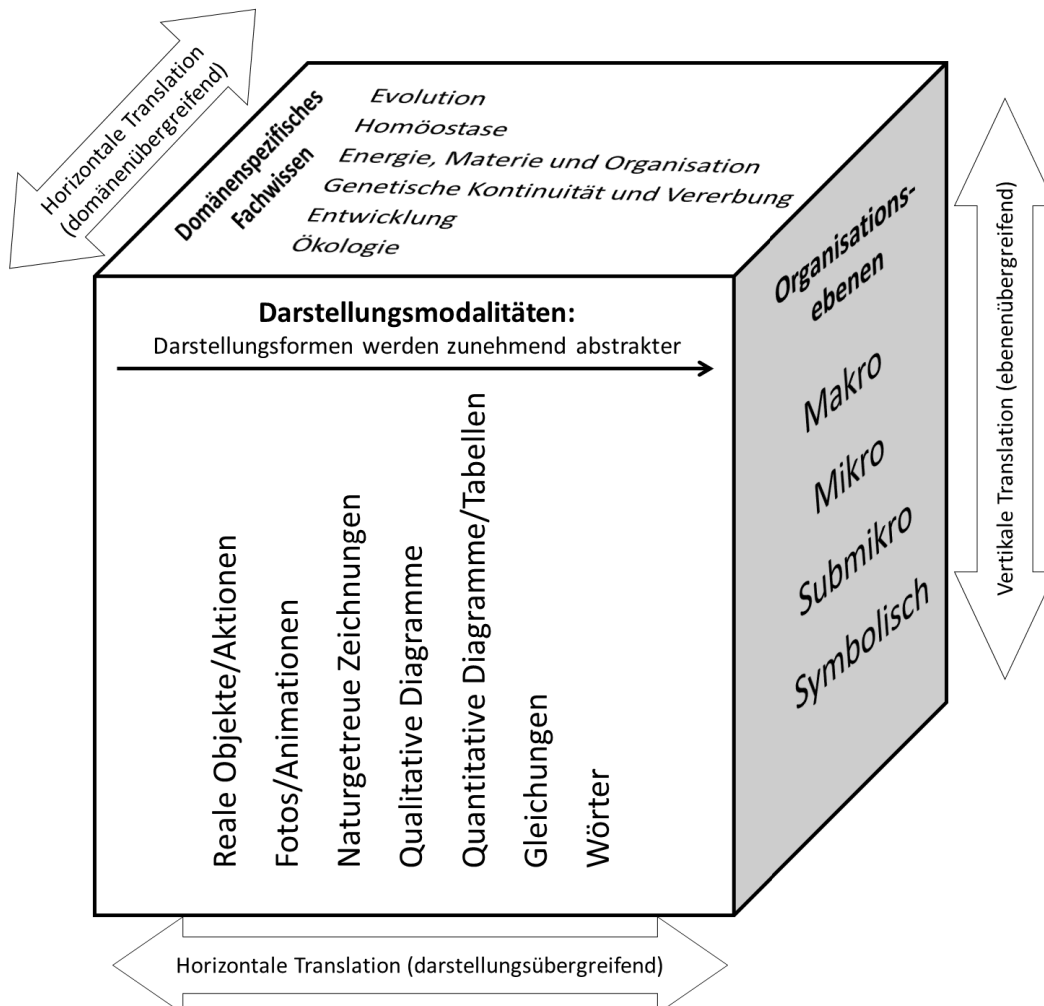 Horizontale Translation
(domänenübergreifend)
Domänenspezifisches
Fachwissen
Evolution
Homöostase
Energie, Materie und Organisation
Genetische Kontinuität und Vererbung
Entwicklung
Ökologie
Organisations-
ebenen
Makro
Mikro
Submikro
Symbolisch
Vertikale Translation (ebenenübergreifend)
Darstellungsmodalitäten:
Darstellungsformen werden zunehmend abstrakter
Reale Objekte/Aktionen
Fotos/Animationen
Naturgetreue Zeichnungen
Qualitative Diagramme
Quantitative Diagramme/Tabellen
Gleichungen
Wörter
Horizontale Translation (darstellungsübergreifend)